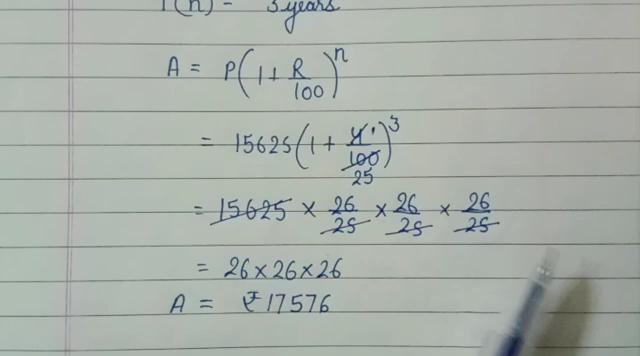 T(n) = 3 years
A = P(1 + R/100)^n
= 15625(1 + 4 1/100 25)^3
= 15625 × 26/25 × 26/25 × 26/25
= 26×26×26
A = ₹17576